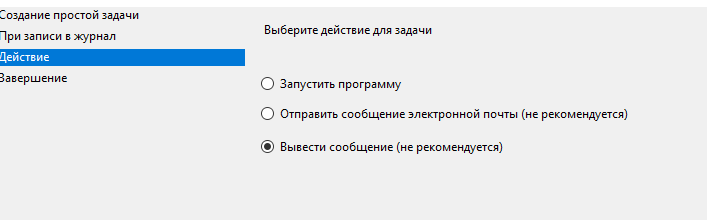 Создание простой задачи
При записи в журнал
Действие
Завершение
Выберите действие для задачи
Запустить программу
Отправить сообщение электронной почты (не рекомендуется)
Вывести сообщение (не рекомендуется)